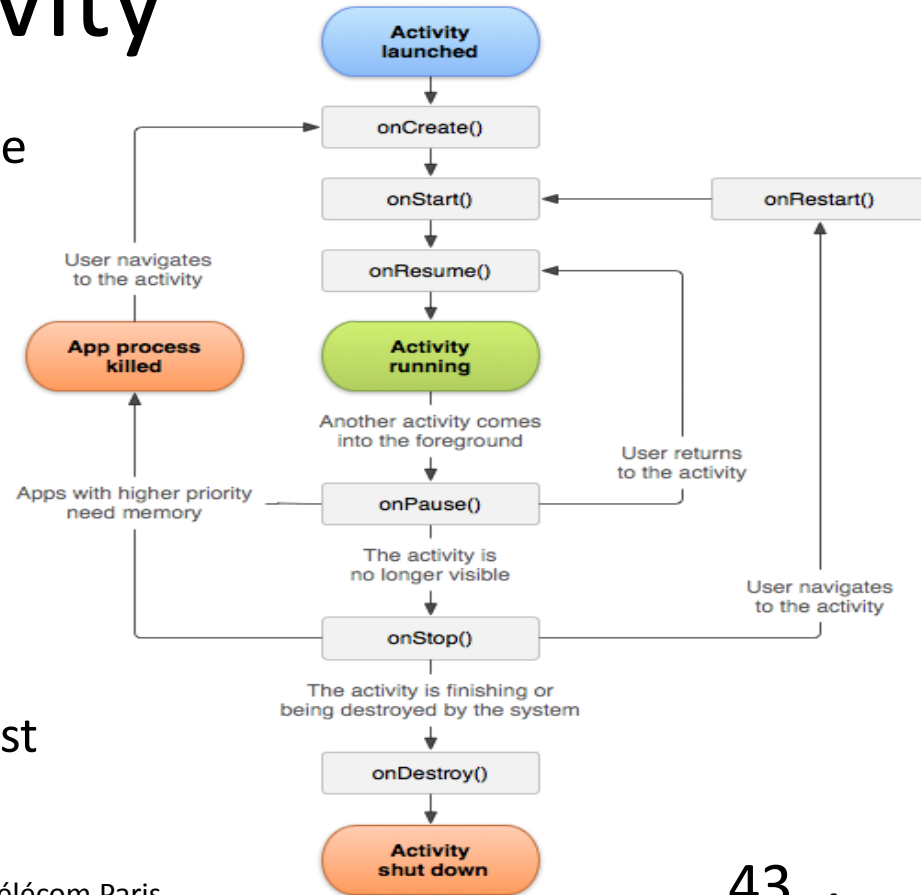 vity
Activity
launched
e
onCreate()
onStart()
onRestart()
User navigates
to the activity
onResume()
App process
killed
Activity
running
Another activity comes
into the foreground
User returns
to the activity
Apps with higher priority
need memory
onPause()
The activity is
no longer visible
User navigates
to the activity
onStop()
The activity is finishing or
being destroyed by the system
st
onDestroy()
Activity
shut down
élécom Paris
43